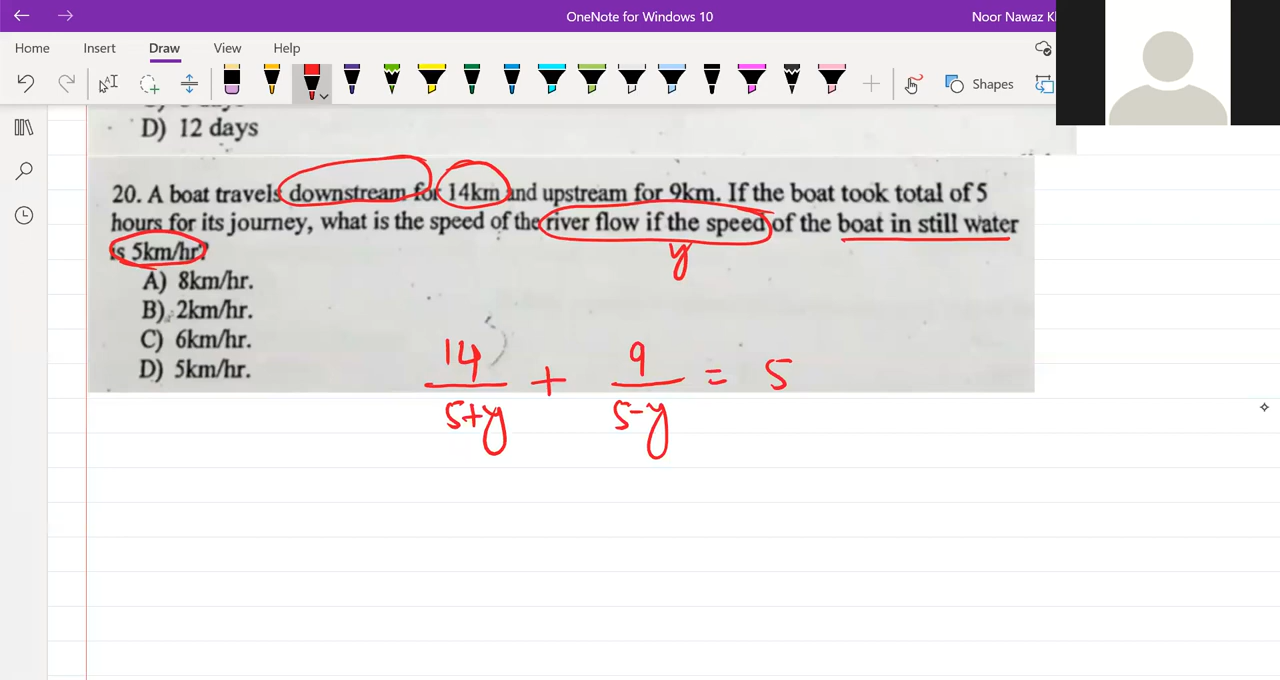 OneNote for Windows 10
Noor Nawaz Kh
Home Insert Draw View Help
Shapes
D) 12 days
20. A boat travels downstream for 14km and upstream for 9km. If the boat took total of 5
hours for its journey, what is the speed of the river flow if the speed of the boat in still water
is 5km/hr?
y
A) 8km/hr.
B) 2km/hr.
C) 6km/hr.
D) 5km/hr.
14/5+y + 9/5-y = 5